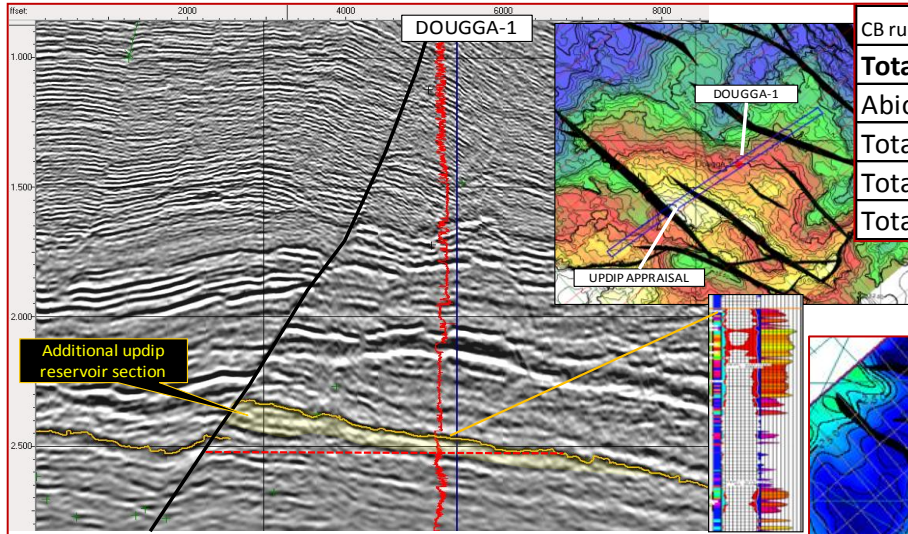 ffset:
2000
4000
6000
8000
DOUGGA-1
1.000
1.500
2.000
2.500
Additional updip
reservoir section
DOUGGA-1
UPDIP APPRAISAL
CB ru
Tota
Abio
Tota
Tota
Tota